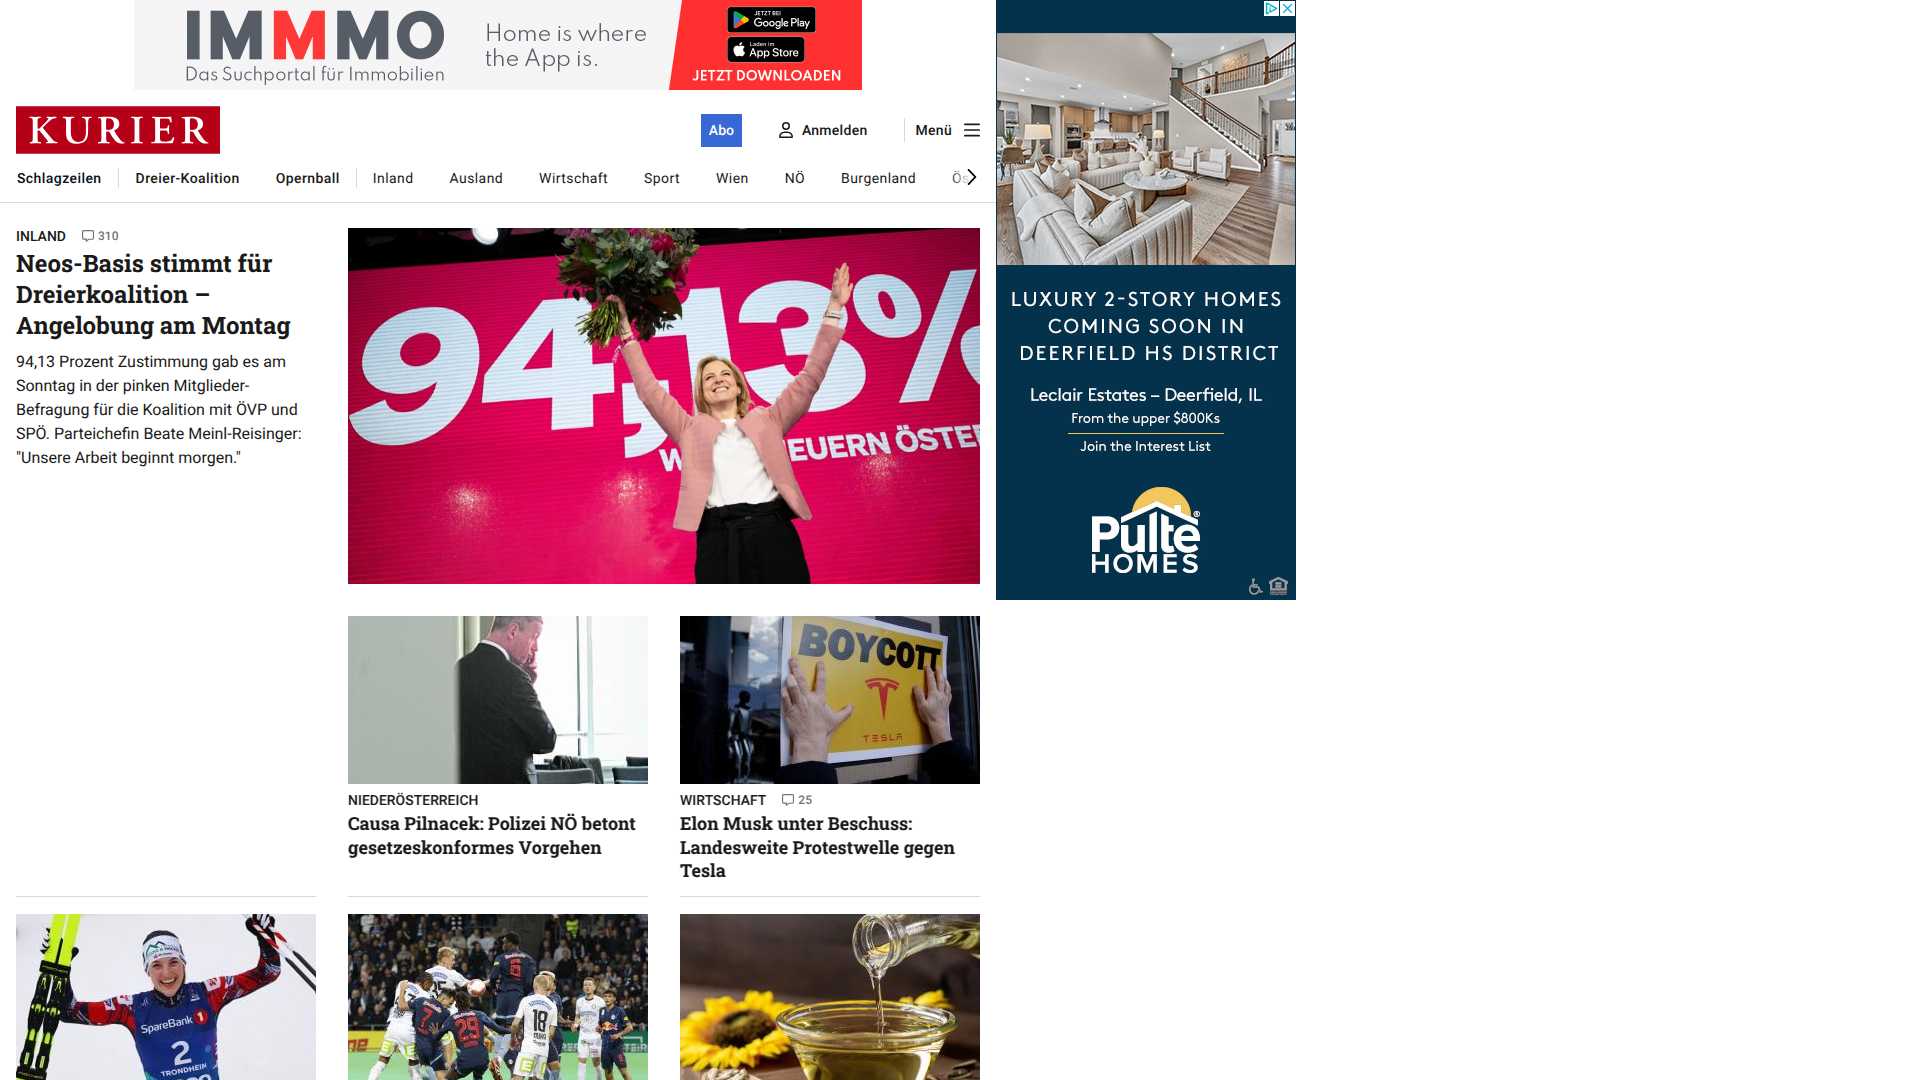 IMMMO
Das Suchportal für Immobilien
Home is where
the App is.
JETZT BEI
Google Play
Laden im
App Store
JETZT DOWNLOADEN
KURIER
Abo
Anmelden
Menü
Schlagzeilen
Dreier-Koalition
Opernball
Inland
Ausland
Wirtschaft
Sport
Wien
NÖ
Burgenland
INLAND 310
Neos-Basis stimmt für
Dreierkoalition –
Angelobung am Montag
94,13 Prozent Zustimmung gab es am
Sonntag in der pinken Mitglieder-
Befragung für die Koalition mit ÖVP und
SPÖ. Parteichefin Beate Meinl-Reisinger:
"Unsere Arbeit beginnt morgen."
94,13%
LUXURY 2-STORY HOMES
COMING SOON IN
DEERFIELD HS DISTRICT
Leclair Estates – Deerfield, IL
From the upper $800Ks
Join the Interest List
Pulte®
HOMES
BOYCOTT
TESLA
NIEDERÖSTERREICH
Causa Pilnacek: Polizei NÖ betont
gesetzeskonformes Vorgehen
WIRTSCHAFT 25
Elon Musk unter Beschuss:
Landesweite Protestwelle gegen
Tesla
SpareBank 1
2
TRONDHEIM
6
7
29
18